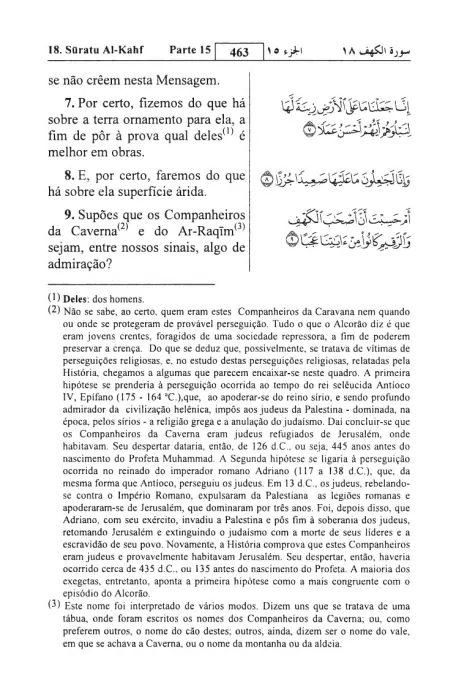 18. Sūratu Al-Kahf Parte 15 463 الجزء ١٥ سورة الكهف ١٨
se não crêem nesta Mensagem.
7. Por certo, fizemos do que há
sobre a terra ornamento para ela, a
fim de pôr à prova qual deles(1) é
melhor em obras.
8. E, por certo, faremos do que
há sobre ela superfície árida.
9. Supões que os Companheiros
da Caverna(2) e do Ar-Raqīm(3)
sejam, entre nossos sinais, algo de
admiração?
إِنَّا جَعَلْنَا مَا عَلَى ٱلْأَرْضِ زِينَةً لَّهَا
لِنَبْلُوَهُمْ أَيُّهُمْ أَحْسَنُ عَمَلًا ٧
وَإِنَّا لَجَٰعِلُونَ مَا عَلَيْهَا صَعِيدًا جُرُزًا ٨
أَمْ حَسِبْتَ أَنَّ أَصْحَٰبَ ٱلْكَهْفِ
وَٱلرَّقِيمِ كَانُوا۟ مِنْ ءَايَٰتِنَا عَجَبًا ٩
(1) Deles: dos homens.
(2) Não se sabe, ao certo, quem eram estes Companheiros da Caravana nem quando
ou onde se protegeram de provável perseguição. Tudo o que o Alcorão diz é que
eram jovens crentes, foragidos de uma sociedade repressora, a fim de poderem
preservar a crença. Do que se deduz que, possivelmente, se tratava de vítimas de
perseguições religiosas, e, no estudo destas perseguições religiosas, relatadas pela
História, chegamos a algumas que parecem encaixar-se neste quadro. A primeira
hipótese se prenderia à perseguição ocorrida ao tempo do rei selêucida Antíoco
IV, Epifano (175 - 164 ªC.),que, ao apoderar-se do reino sírio, e sendo profundo
admirador da civilização helênica, impôs aos judeus da Palestina - dominada, na
época, pelos sírios - a religião grega e a anulação do judaísmo. Daí concluir-se que
os Companheiros da Caverna eram judeus refugiados de Jerusalém, onde
habitavam. Seu despertar dataria, então, de 126 d.C., ou seja, 445 anos antes do
nascimento do Profeta Muhammad. A Segunda hipótese se ligaria à perseguição
ocorrida no reinado do imperador romano Adriano (117 a 138 d.C.), que, da
mesma forma que Antíoco, perseguiu os judeus. Em 13 d.C., os judeus, rebelando-
se contra o Império Romano, expulsaram da Palestiana as legiões romanas e
apoderaram-se de Jerusalém, que dominaram por três anos. Foi, depois disso, que
Adriano, com seu exército, invadiu a Palestina e pôs fim à soberania dos judeus,
retomando Jerusalém e extinguindo o judaísmo com a morte de seus líderes e a
escravidão de seu povo. Novamente, a História comprova que estes Companheiros
eram judeus e provavelmente habitavam Jerusalém. Seu despertar, então, haveria
ocorrido cerca de 435 d.C., ou 135 antes do nascimento do Profeta. A maioria dos
exegetas, entretanto, aponta a primeira hipótese como a mais congruente com o
episódio do Alcorão.
(3) Este nome foi interpretado de vários modos. Dizem uns que se tratava de uma
tábua, onde foram escritos os nomes dos Companheiros da Caverna; ou, como
preferem outros, o nome do cão destes; outros, ainda, dizem ser o nome do vale,
em que se achava a Caverna, ou o nome da montanha ou da aldeia.